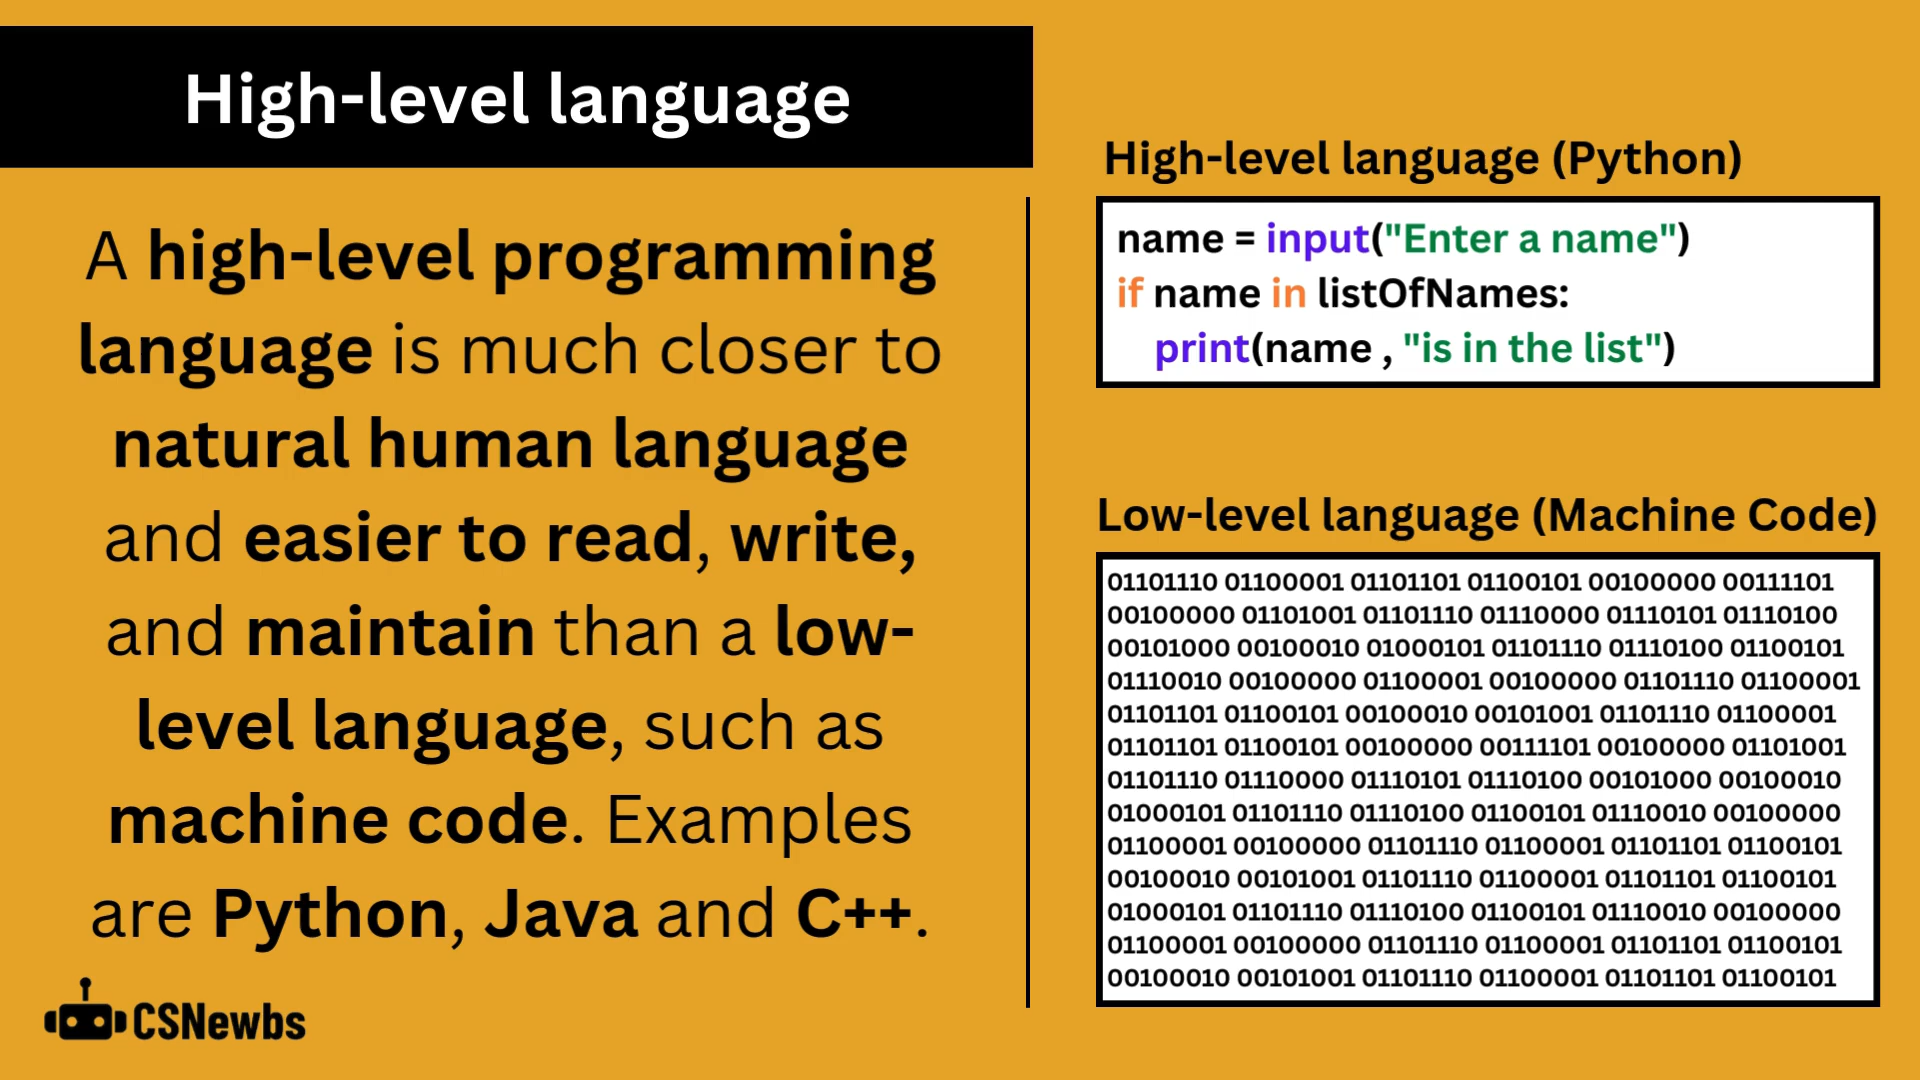 High-level language
A high-level programming
language is much closer to
natural human language
and easier to read, write,
and maintain than a low-
level language, such as
machine code. Examples
are Python, Java and C++.
CSNewbs
High-level language (Python)
name = input("Enter a name")
if name in listOfNames:
    print(name , "is in the list")
Low-level language (Machine Code)
01101110 01100001 01101101 01100101 00100000 00111101
00100000 01101001 01101110 01110000 01110101 01110100
00101000 00100010 01000101 01101110 01110100 01100101
01110010 00100000 01100001 00100000 01101110 01100001
01101101 01100101 00100010 00101001 01101110 01100001
01101101 01100101 00100000 00111101 00100000 01101001
01101110 01110000 01110101 01110100 00101000 00100010
01000101 01101110 01110100 01100101 01110010 00100000
01100001 00100000 01101110 01100001 01101101 01100101
00100010 00101001 01101110 01100001 01101101 01100101
01000101 01101110 01110100 01100101 01110010 00100000
01100001 00100000 01101110 01100001 01101101 01100101
00100010 00101001 01101110 01100001 01101101 01100101